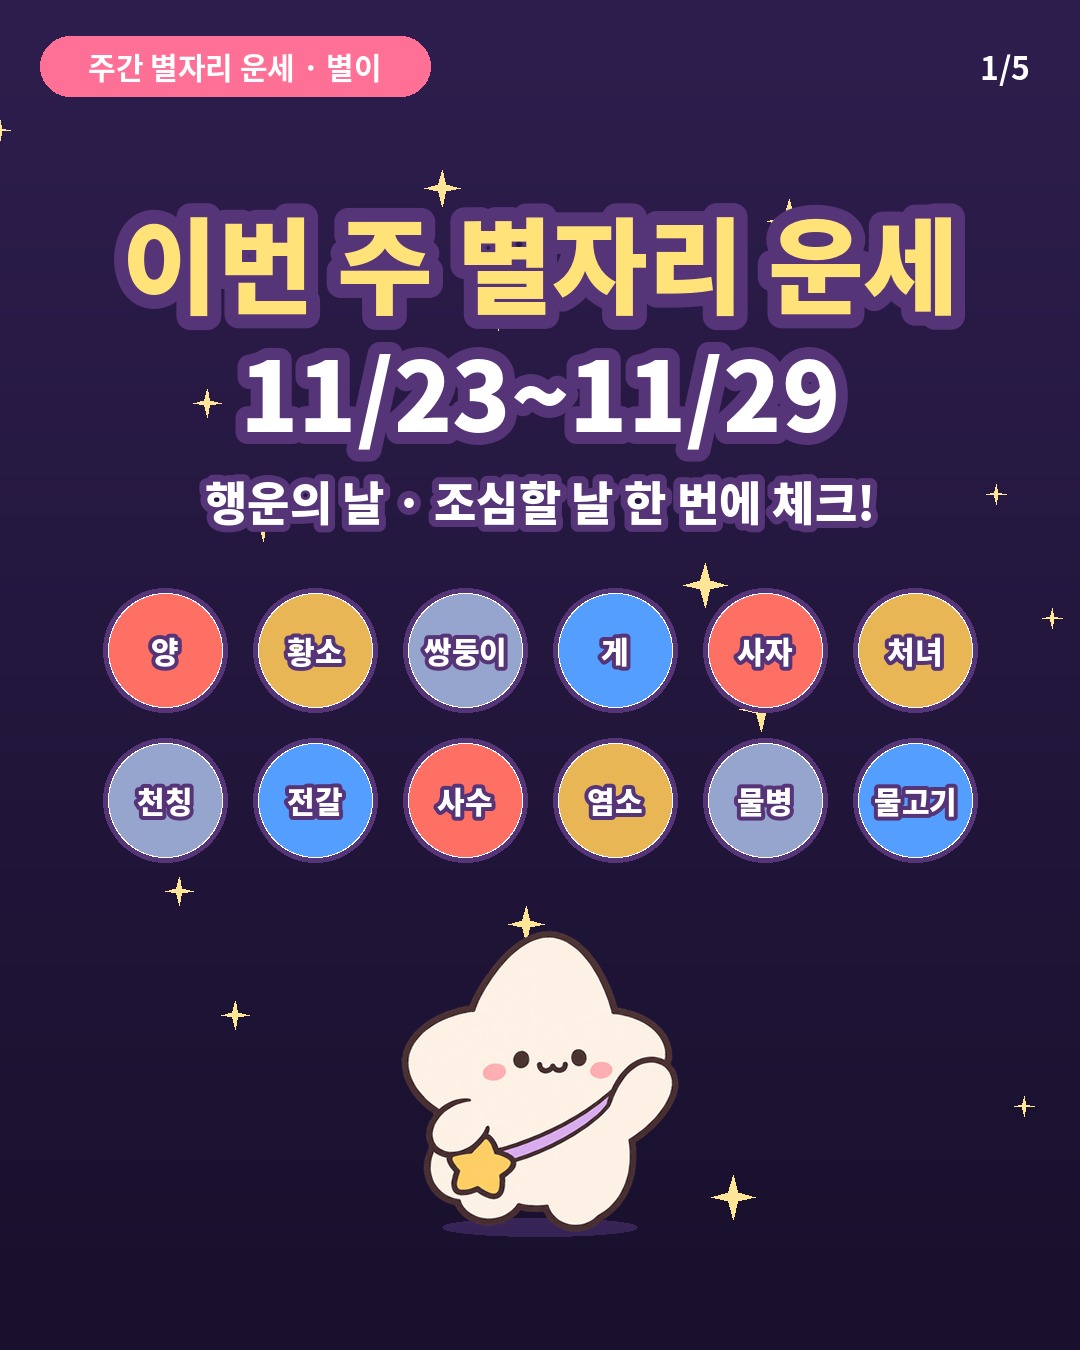 주간 별자리 운세 · 별이
1/5
이번 주 별자리 운세
11/23~11/29
행운의 날 · 조심할 날 한 번에 체크!
양 황소 쌍둥이 게 사자 처녀
천칭 전갈 사수 염소 물병 물고기